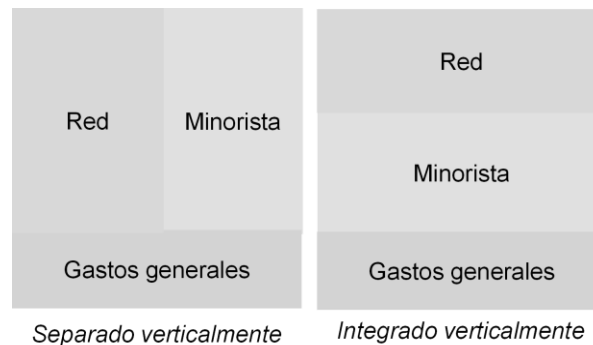 Red
Minorista
Gastos generales
Separado verticalmente
Red
Minorista
Gastos generales
Integrado verticalmente